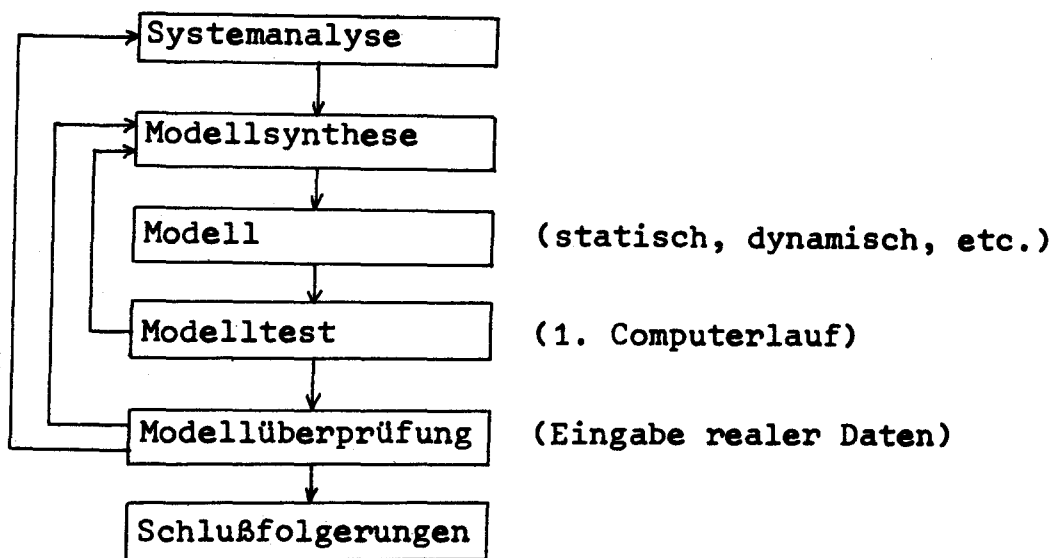 Systemanalyse
Modellsynthese
Modell (statisch, dynamisch, etc.)
Modelltest (1. Computerlauf)
Modellüberprüfung (Eingabe realer Daten)
Schlußfolgerungen